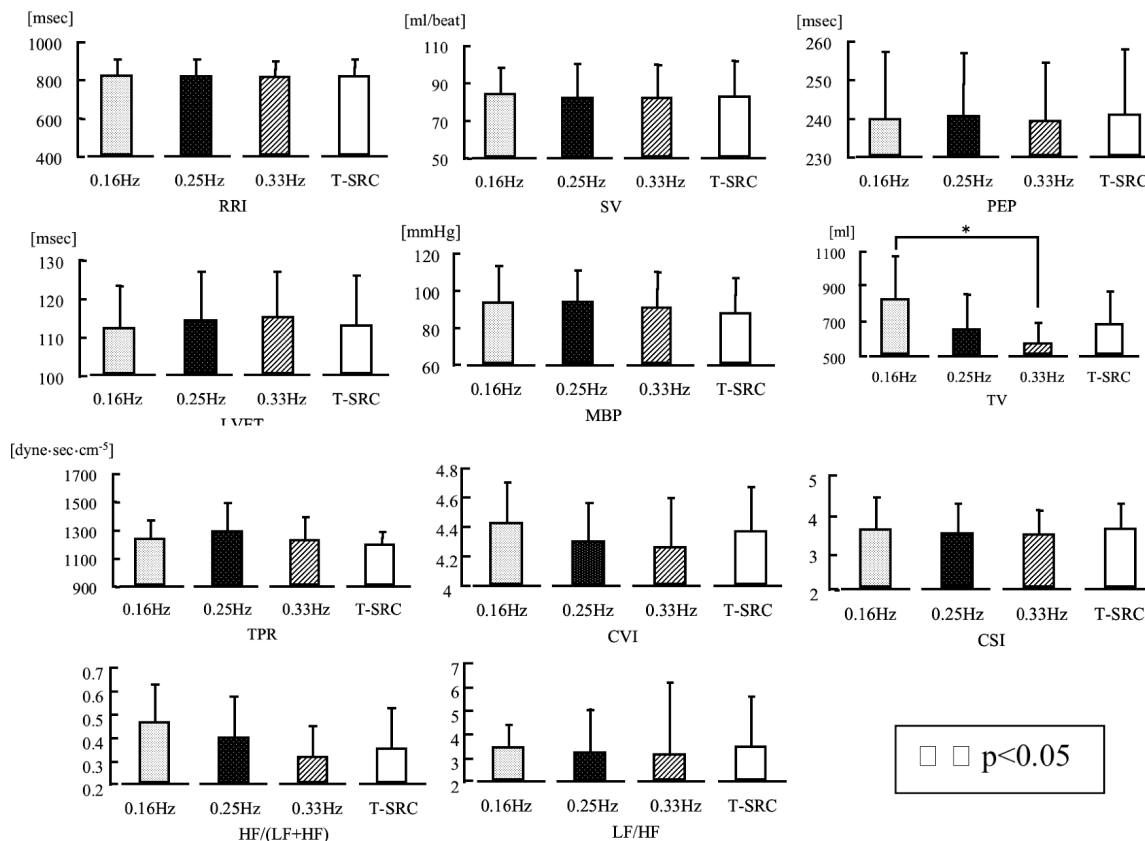 [msec]
1000
800
600
400
0.16Hz 0.25Hz 0.33Hz T-SRC
RRI
[ml/beat]
110
90
70
50
0.16Hz 0.25Hz 0.33Hz T-SRC
SV
[msec]
260
250
240
230
0.16Hz 0.25Hz 0.33Hz T-SRC
PEP
[msec]
130
120
110
100
0.16Hz 0.25Hz 0.33Hz T-SRC
LVET
[mmHg]
120
100
80
60
0.16Hz 0.25Hz 0.33Hz T-SRC
MBP
[ml]
*
1100
900
700
500
0.16Hz 0.25Hz 0.33Hz T-SRC
TV
[dyne·sec·cm-5]
1700
1500
1300
1100
900
0.16Hz 0.25Hz 0.33Hz T-SRC
TPR
4.8
4.6
4.4
4.2
4
0.16Hz 0.25Hz 0.33Hz T-SRC
CVI
5
4
3
2
0.16Hz 0.25Hz 0.33Hz T-SRC
CSI
0.7
0.6
0.5
0.4
0.3
0.2
0.16Hz 0.25Hz 0.33Hz T-SRC
HF/(LF+HF)
7
6
5
4
3
2
0.16Hz 0.25Hz 0.33Hz T-SRC
LF/HF
□ □ p<0.05